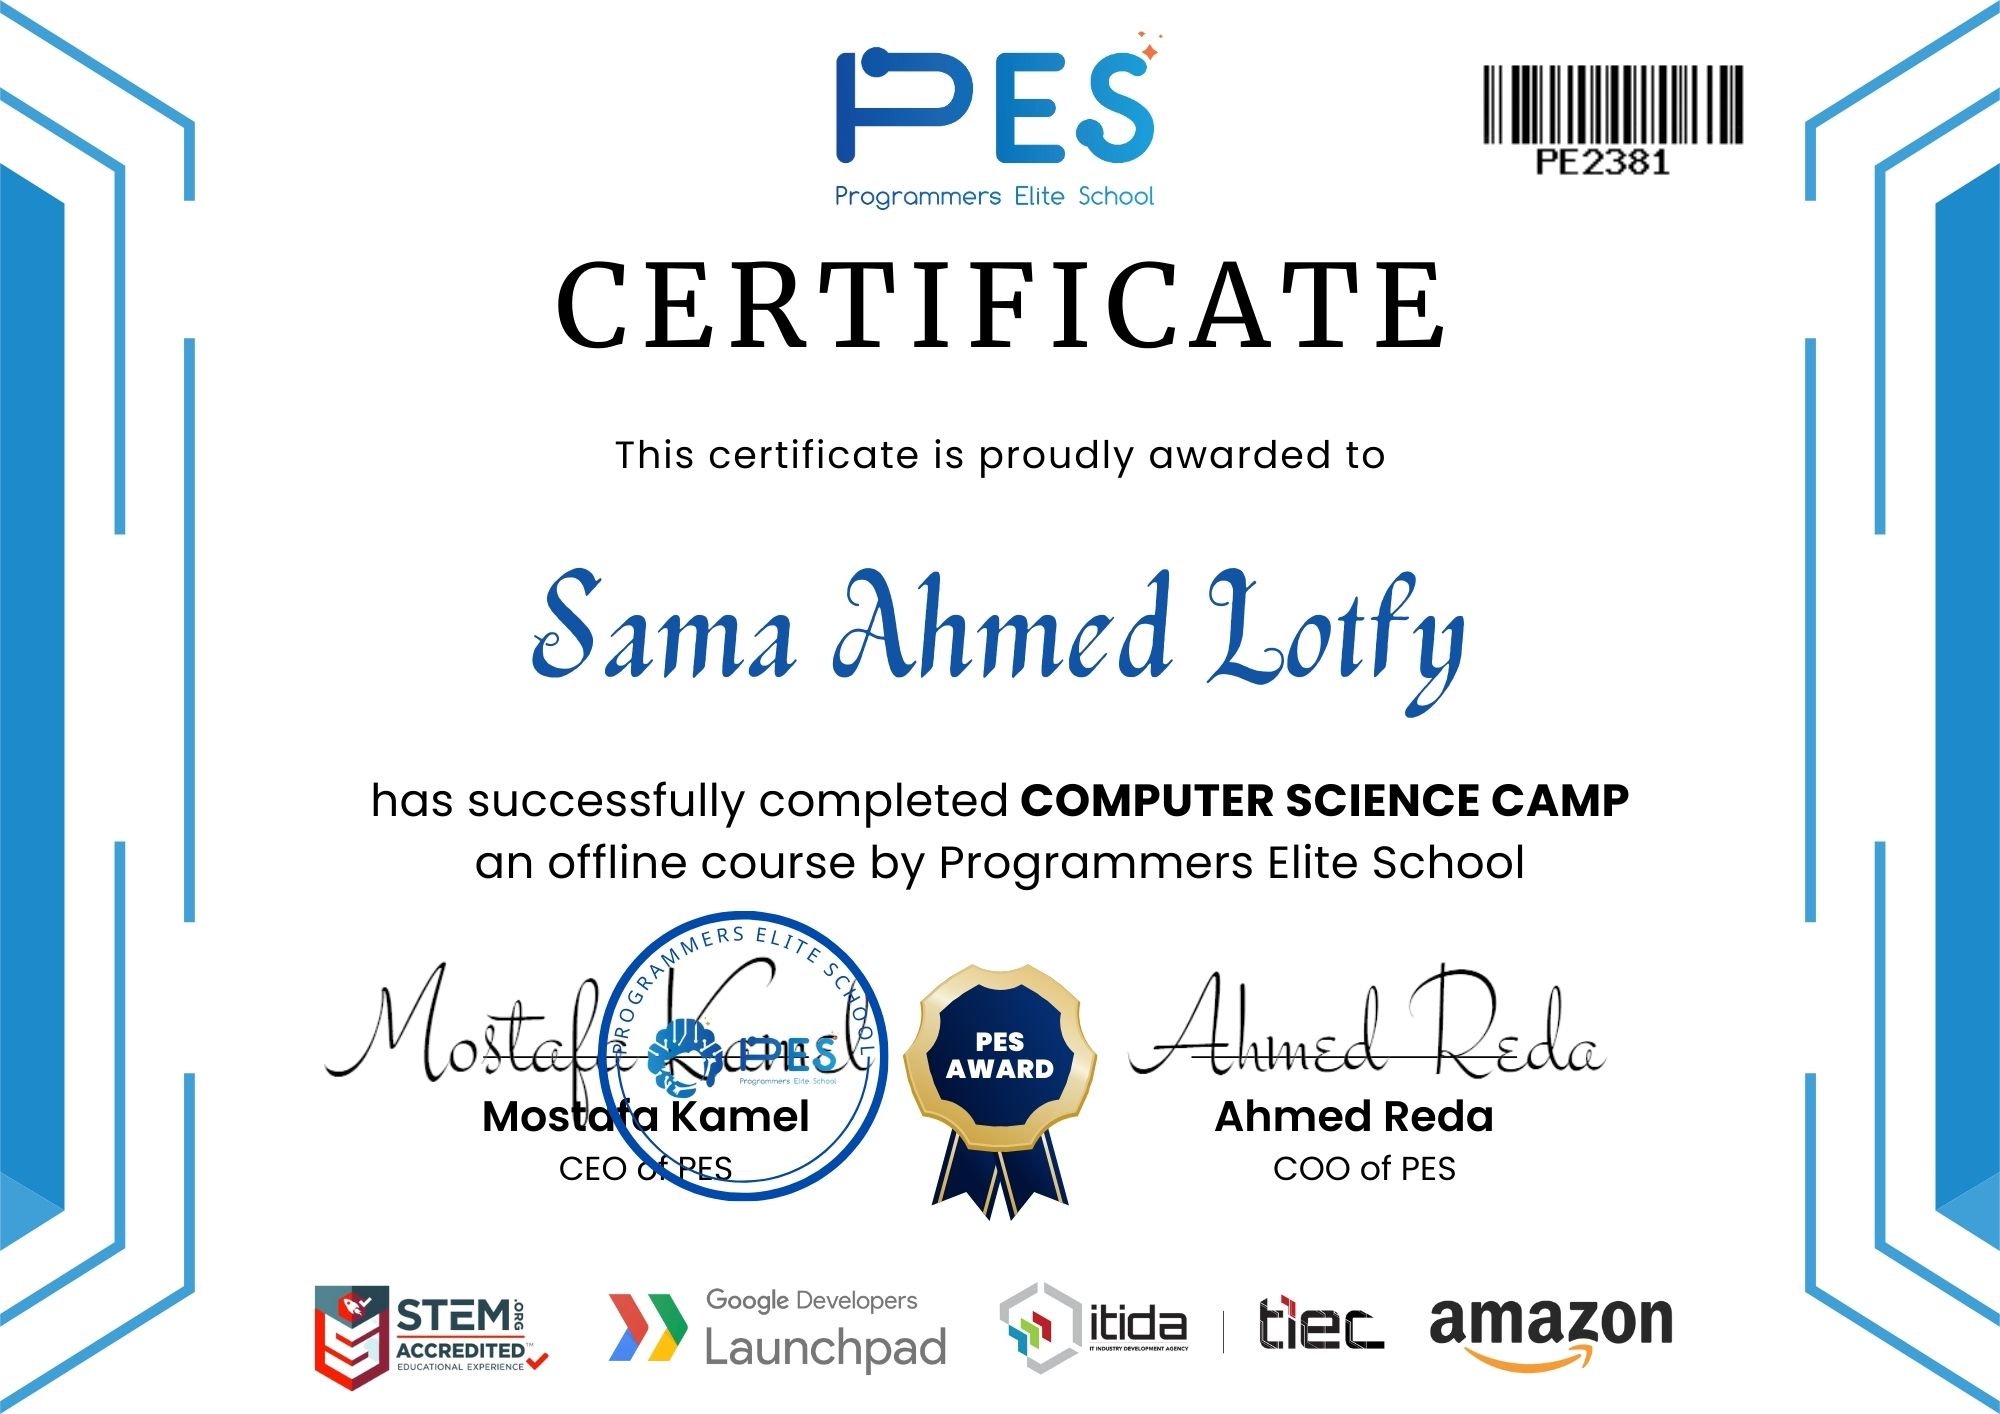 PES
Programmers Elite School
PE2381
CERTIFICATE
This certificate is proudly awarded to
Sama Ahmed Lotfy
has successfully completed COMPUTER SCIENCE CAMP
an offline course by Programmers Elite School
Mostafa Kamel
PROGRAMMERS ELITE SCHOOL
PES
Programmers Elite School
Mostafa Kamel
CEO of PES
PES
AWARD
Ahmed Reda
Ahmed Reda
COO of PES
STEM.ORG
ACCREDITED™
EDUCATIONAL EXPERIENCE
Google Developers
Launchpad
itida
IT INDUSTRY DEVELOPMENT AGENCY
tiec
amazon